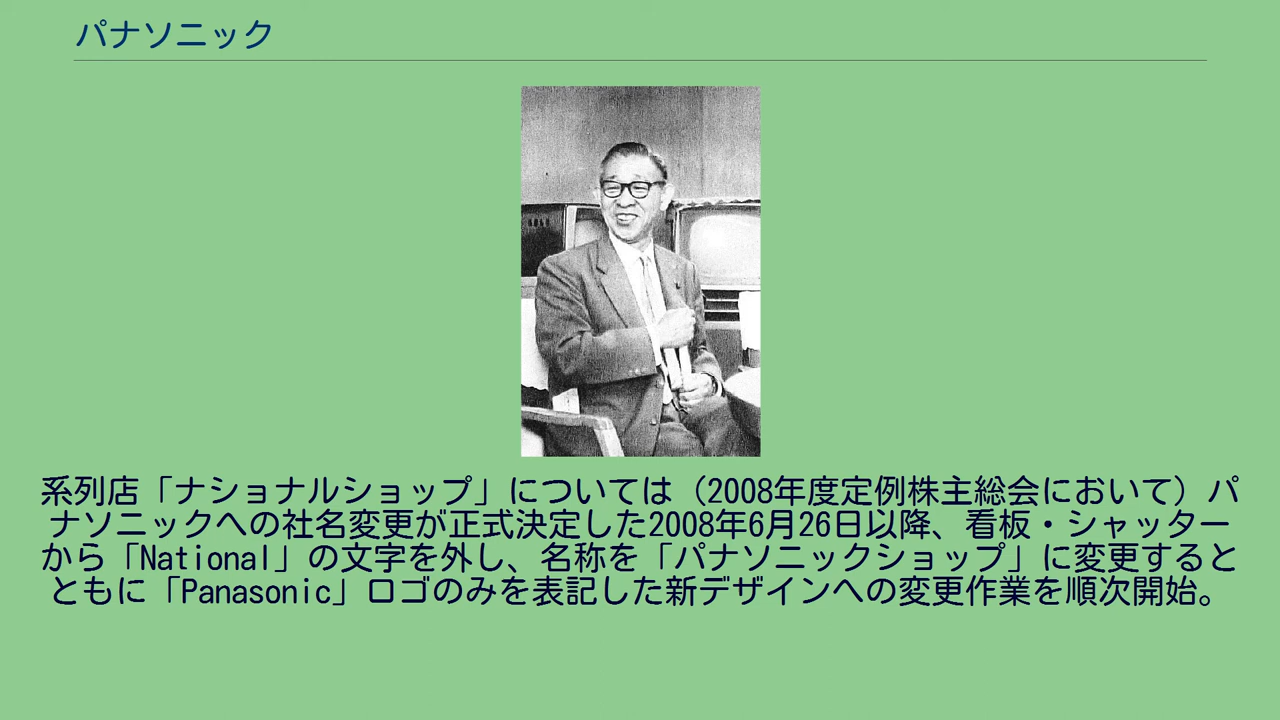 パナソニック
系列店「ナショナルショップ」については（2008年度定例株主総会において）パ
ナソニックへの社名変更が正式決定した2008年6月26日以降、看板・シャッター
から「National」の文字を外し、名称を「パナソニックショップ」に変更すると
ともに「Panasonic」ロゴのみを表記した新デザインへの変更作業を順次開始。